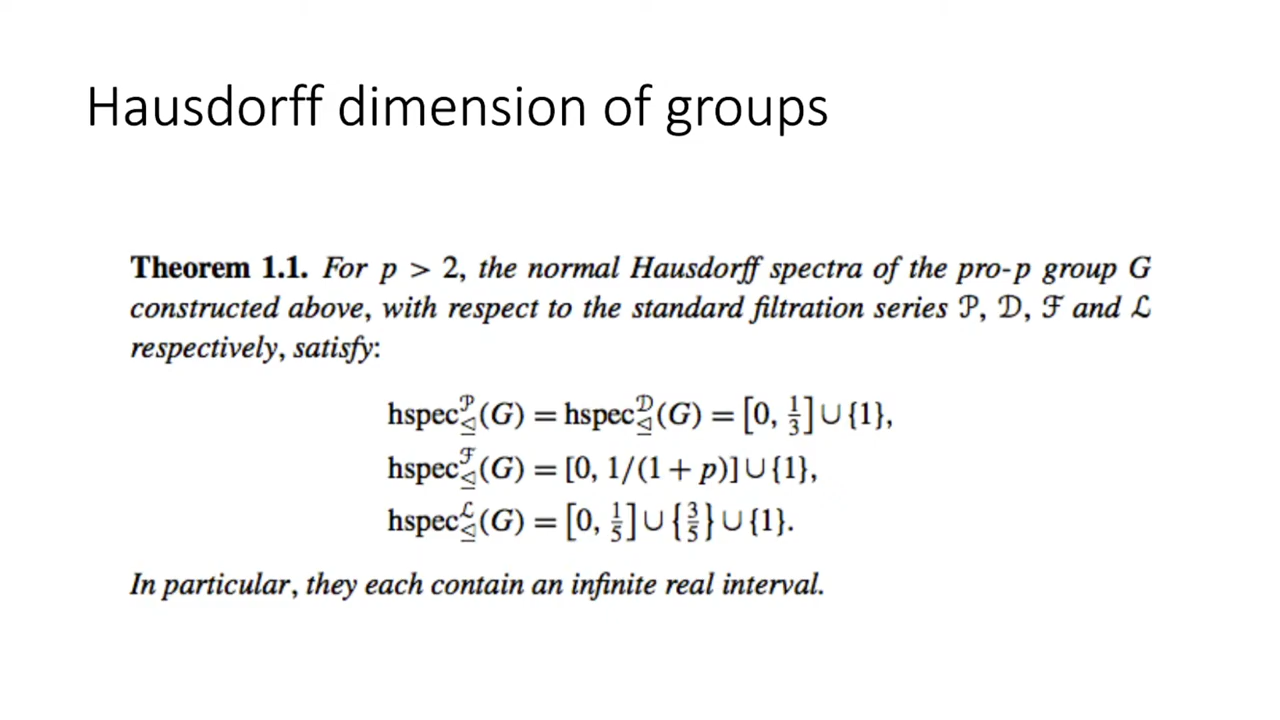 Hausdorff dimension of groups
Theorem 1.1. For p > 2, the normal Hausdorff spectra of the pro-p group G
constructed above, with respect to the standard filtration series 𝒫, 𝒟, ℱ and ℒ
respectively, satisfy:
hspec^𝒫_⊴(G) = hspec^𝒟_⊴(G) = [0, 1/3] ∪ {1},
hspec^ℱ_⊴(G) = [0, 1/(1 + p)] ∪ {1},
hspec^ℒ_⊴(G) = [0, 1/5] ∪ {3/5} ∪ {1}.
In particular, they each contain an infinite real interval.